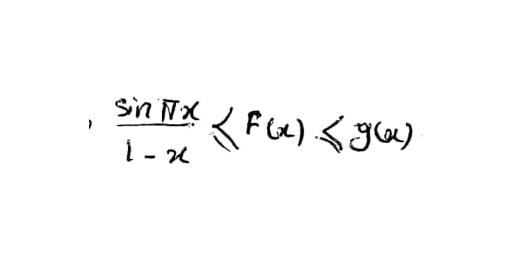 , sin πx / 1 - x ⩽ F(x) ⩽ g(x)